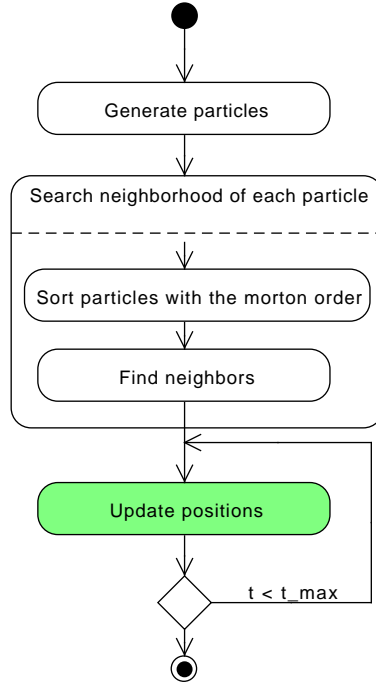 Generate particles
Search neighborhood of each particle
Sort particles with the morton order
Find neighbors
Update positions
t < t_max